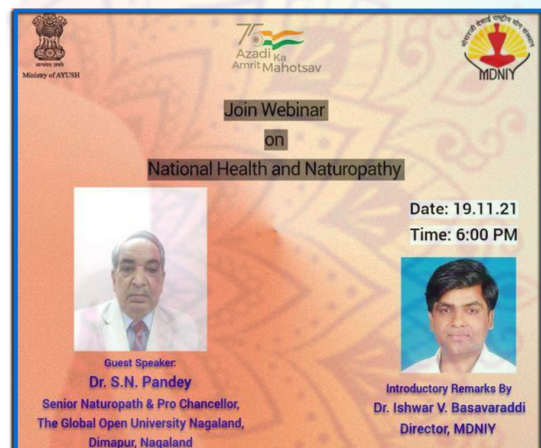 Ministry of AYUSH
75
Azadi Ka
Amrit Mahotsav
मोरारजी देसाई राष्ट्रीय योग संस्थान
MDNIY
Join Webinar
on
National Health and Naturopathy
Date: 19.11.21
Time: 6:00 PM
Guest Speaker:
Dr. S.N. Pandey
Senior Naturopath & Pro Chancellor,
The Global Open University Nagaland,
Dimapur, Nagaland
Introductory Remarks By
Dr. Ishwar V. Basavaraddi
Director, MDNIY